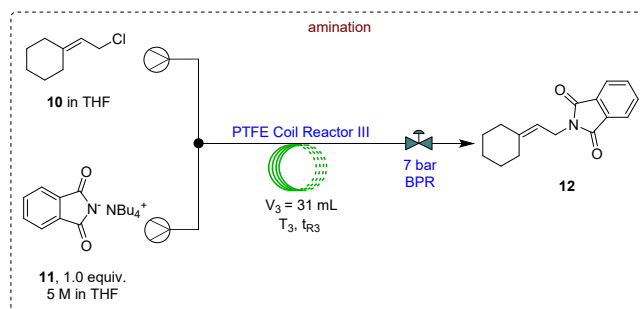 amination
Cl
10 in THF
O
N⁻ NBu₄⁺
O
11, 1.0 equiv.
5 M in THF
PTFE Coil Reactor III
V₃ = 31 mL
T₃, tR3
7 bar
BPR
O
N
O
12